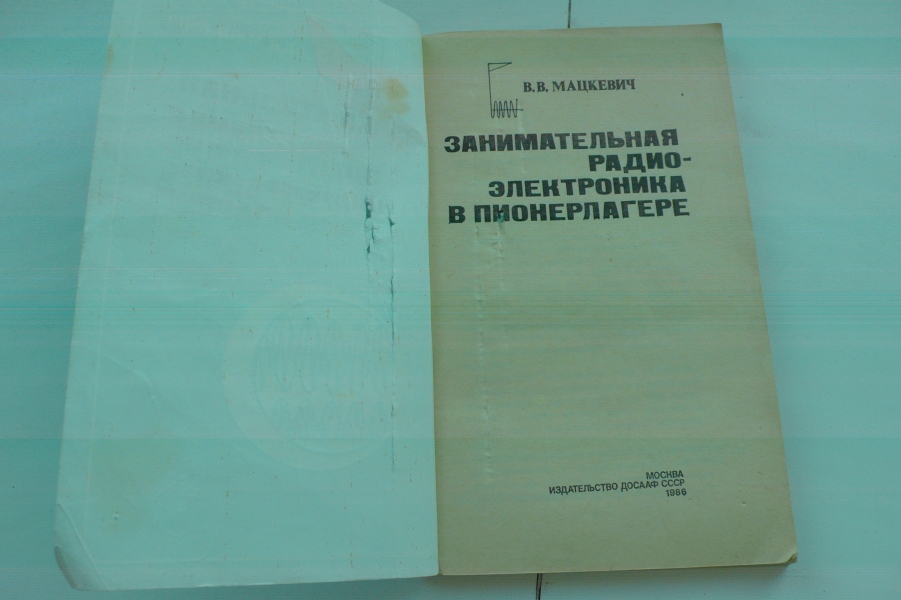 В.В. МАЦКЕВИЧ
ЗАНИМАТЕЛЬНАЯ
РАДИО-
ЭЛЕКТРОНИКА
В ПИОНЕРЛАГЕРЕ
МОСКВА
ИЗДАТЕЛЬСТВО ДОСААФ СССР
1986